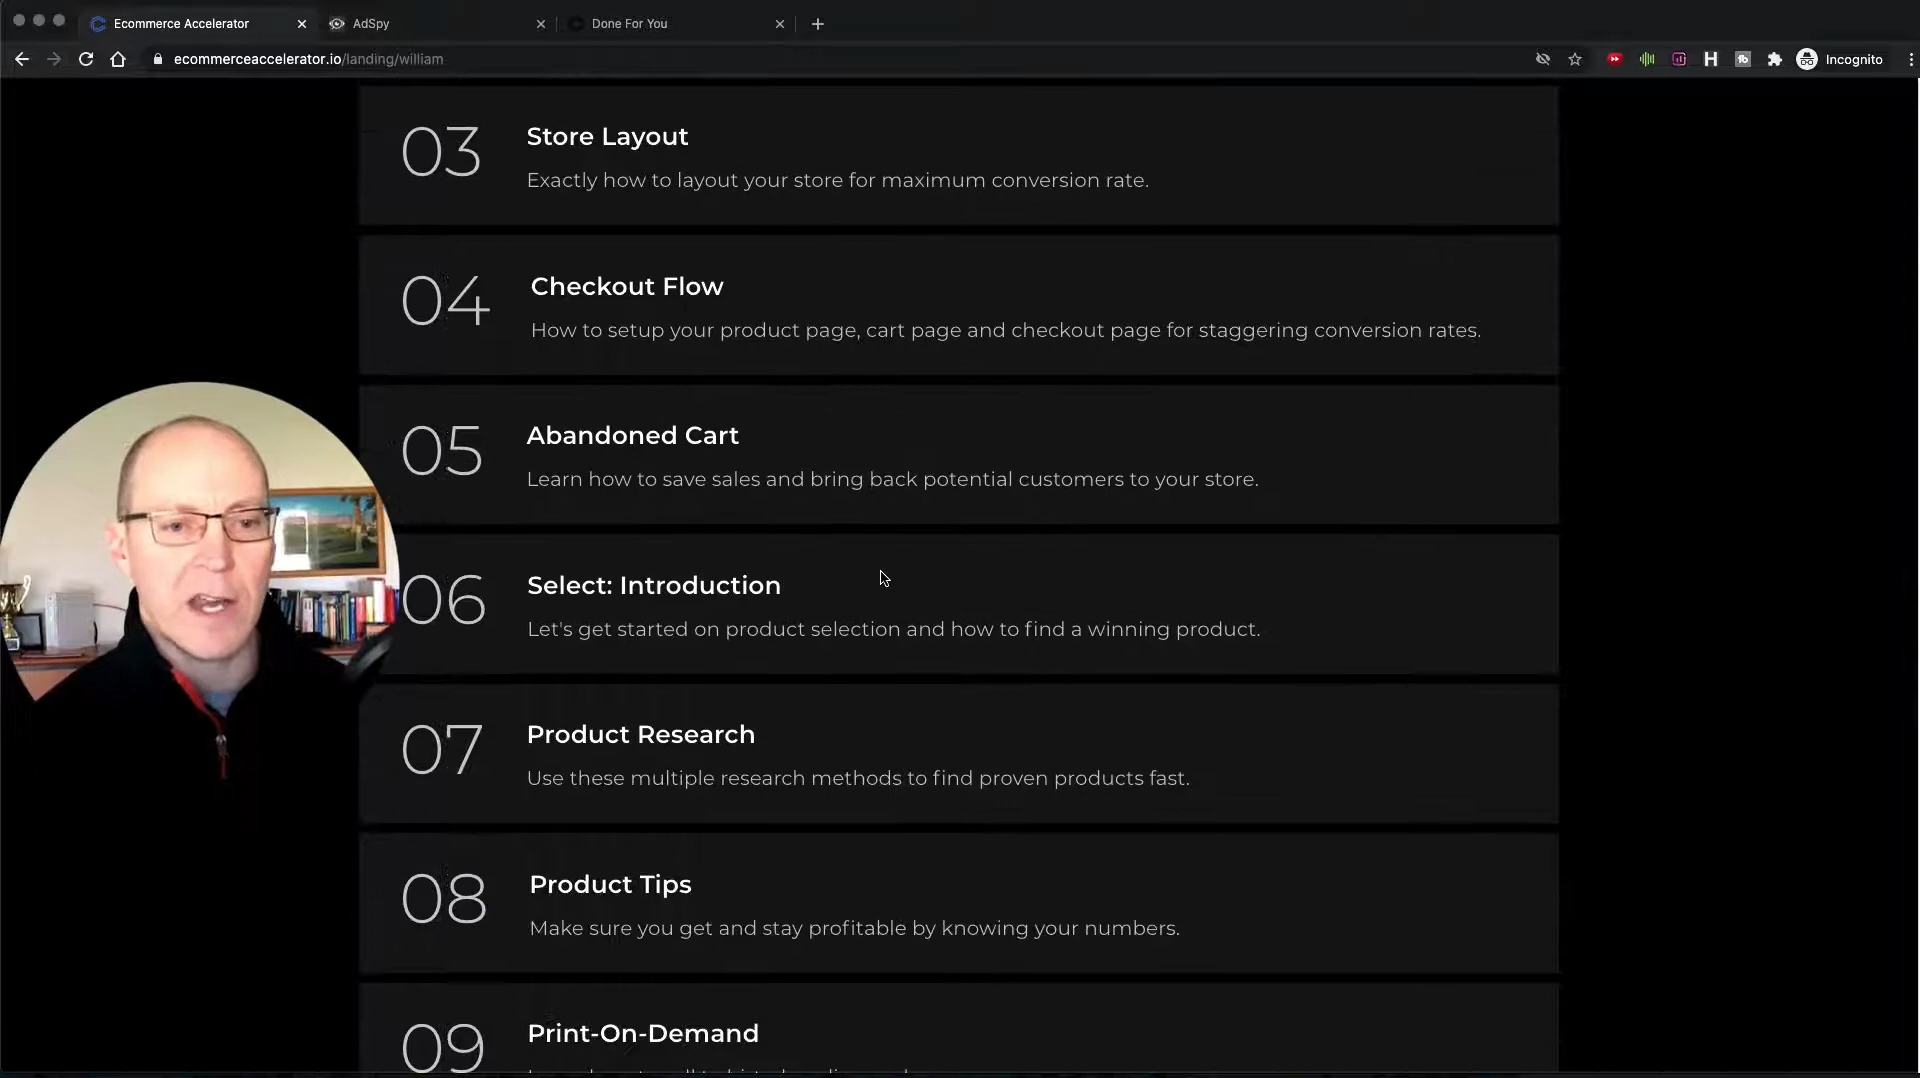 Ecommerce Accelerator
AdSpy
Done For You
ecommerceaccelerator.io/landing/william
Incognito
03
Store Layout
Exactly how to layout your store for maximum conversion rate.
04
Checkout Flow
How to setup your product page, cart page and checkout page for staggering conversion rates.
05
Abandoned Cart
Learn how to save sales and bring back potential customers to your store.
06
Select: Introduction
Let's get started on product selection and how to find a winning product.
07
Product Research
Use these multiple research methods to find proven products fast.
08
Product Tips
Make sure you get and stay profitable by knowing your numbers.
09
Print-On-Demand